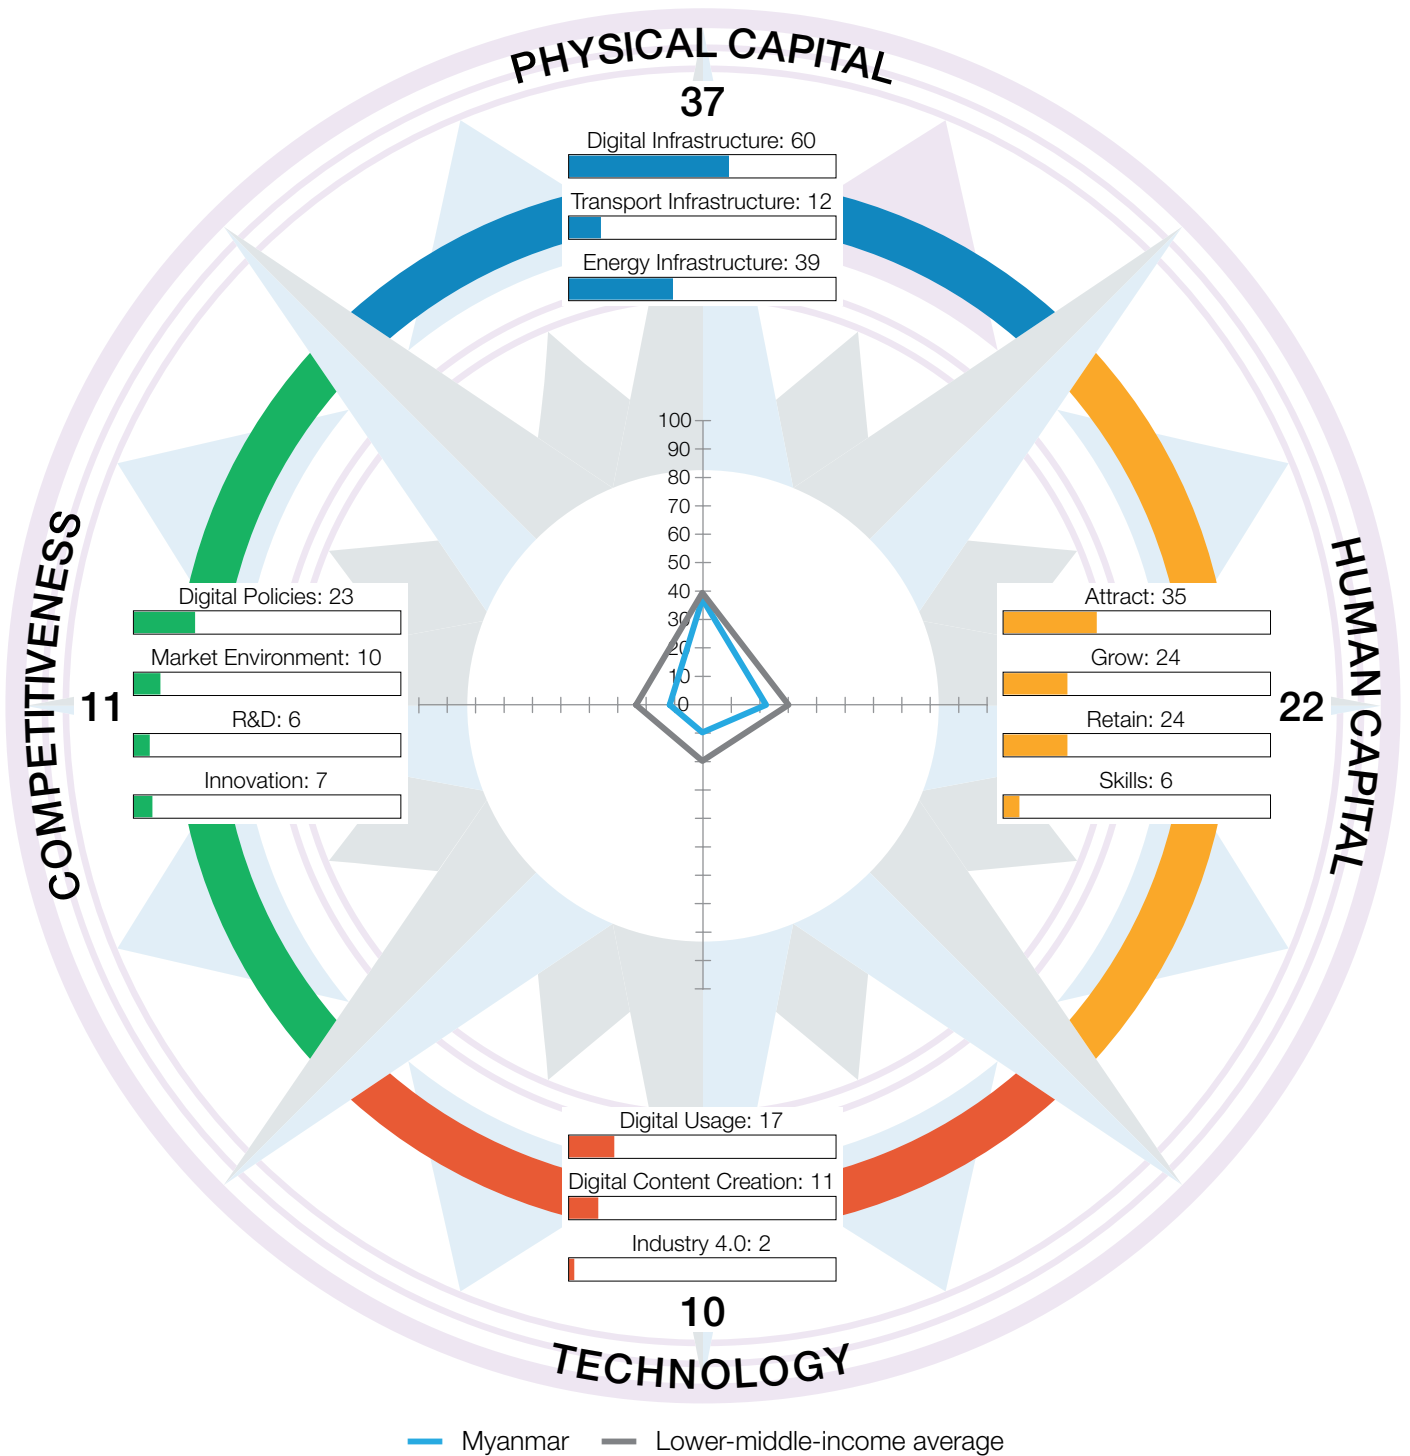 PHYSICAL CAPITAL
37
Digital Infrastructure: 60
Transport Infrastructure: 12
Energy Infrastructure: 39
100
90
80
70
60
50
40
30
20
10
0
COMPETITIVENESS
11
Digital Policies: 23
Market Environment: 10
R&D: 6
Innovation: 7
HUMAN CAPITAL
22
Attract: 35
Grow: 24
Retain: 24
Skills: 6
Digital Usage: 17
Digital Content Creation: 11
Industry 4.0: 2
10
TECHNOLOGY
Myanmar
Lower-middle-income average